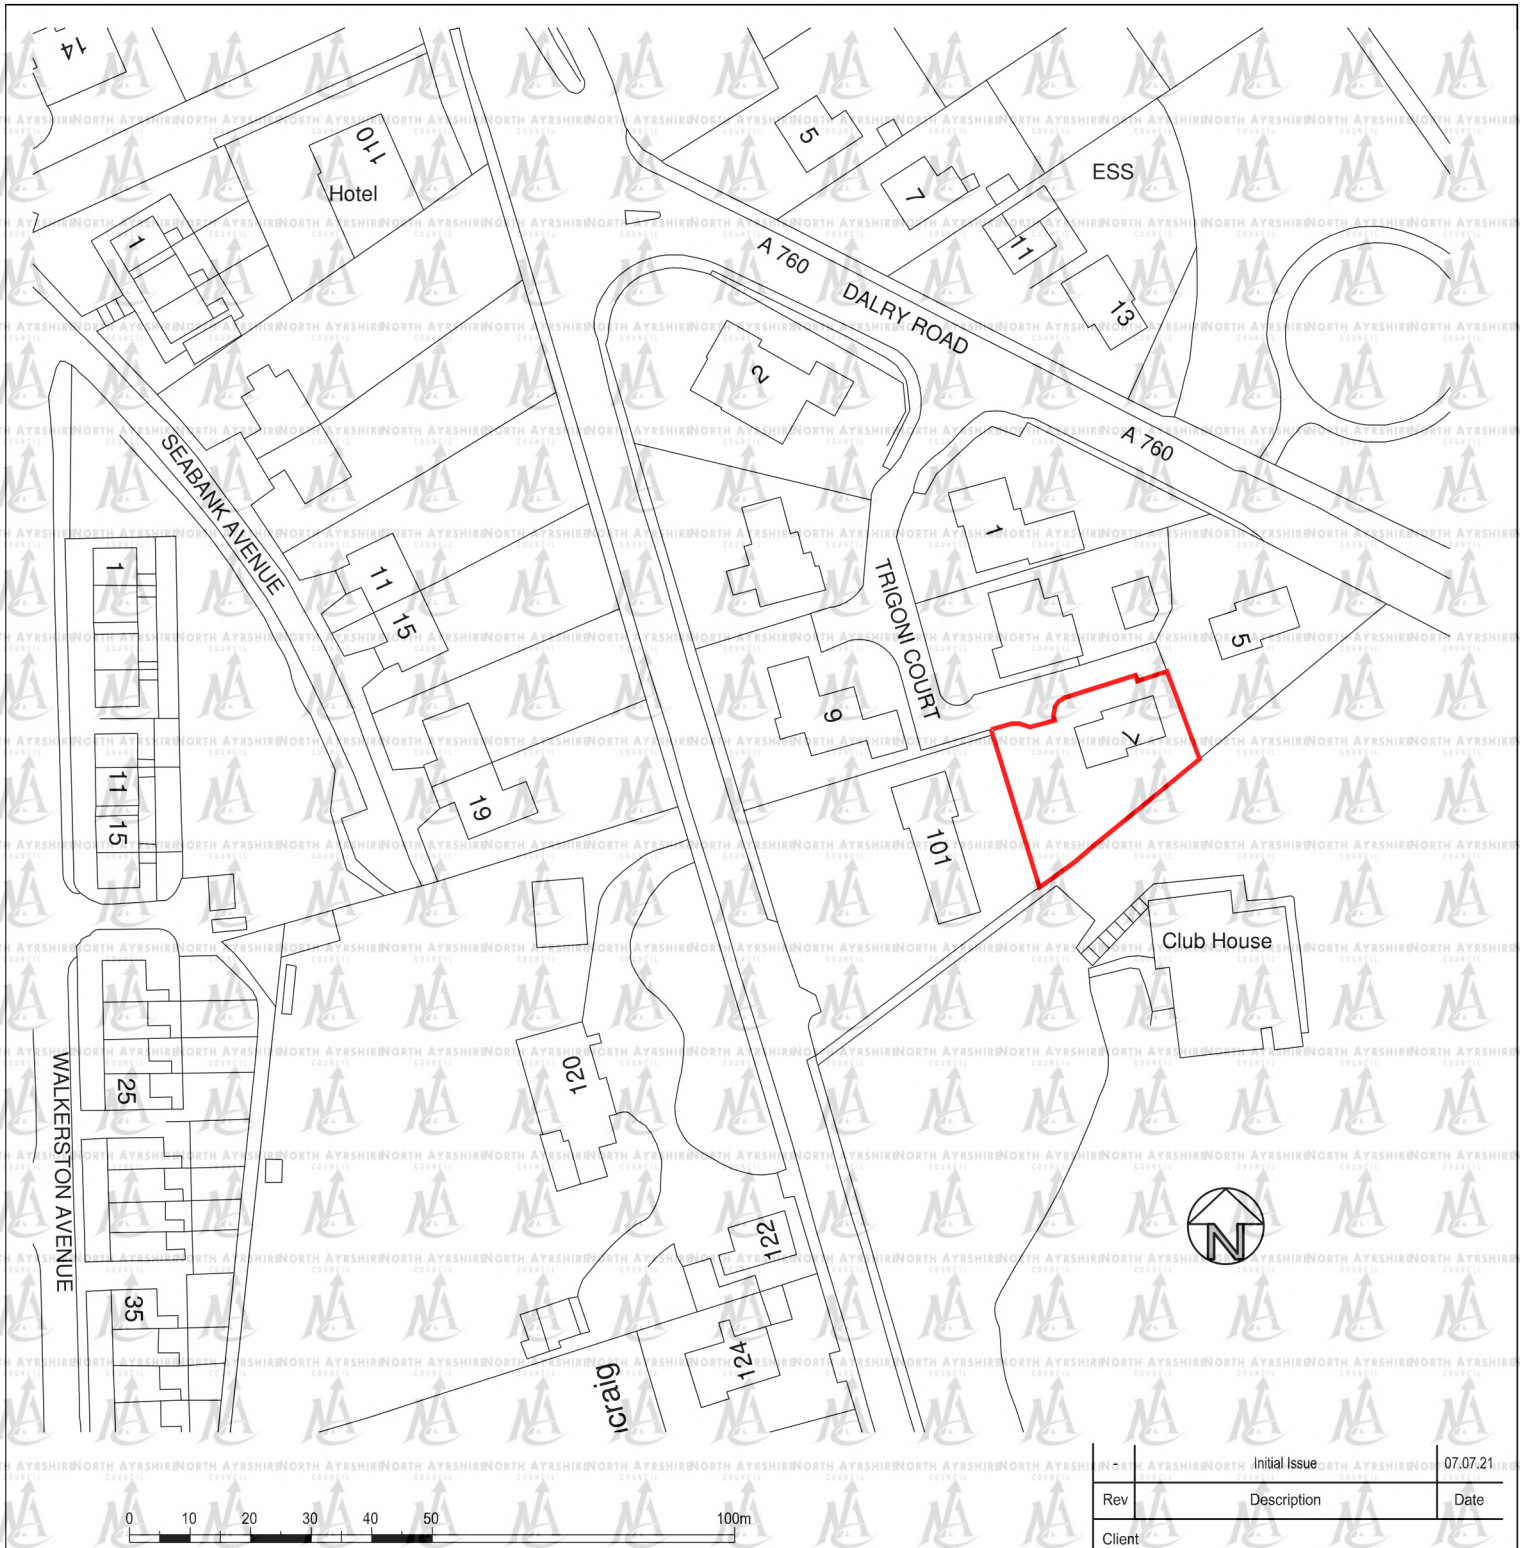 14
110
Hotel
1
5
7
ESS
11
13
A 760
DALRY ROAD
2
A 760
SEABANK AVENUE
1
11
15
1
TRIGONI COURT
5
9
7
19
11
15
101
Club House
WALKERSTON AVENUE
25
120
N
122
35
124
craig
- Initial Issue 07.07.21
Rev Description Date
Client
0 10 20 30 40 50 100m
NORTH AYRSHIRE
COUNCIL